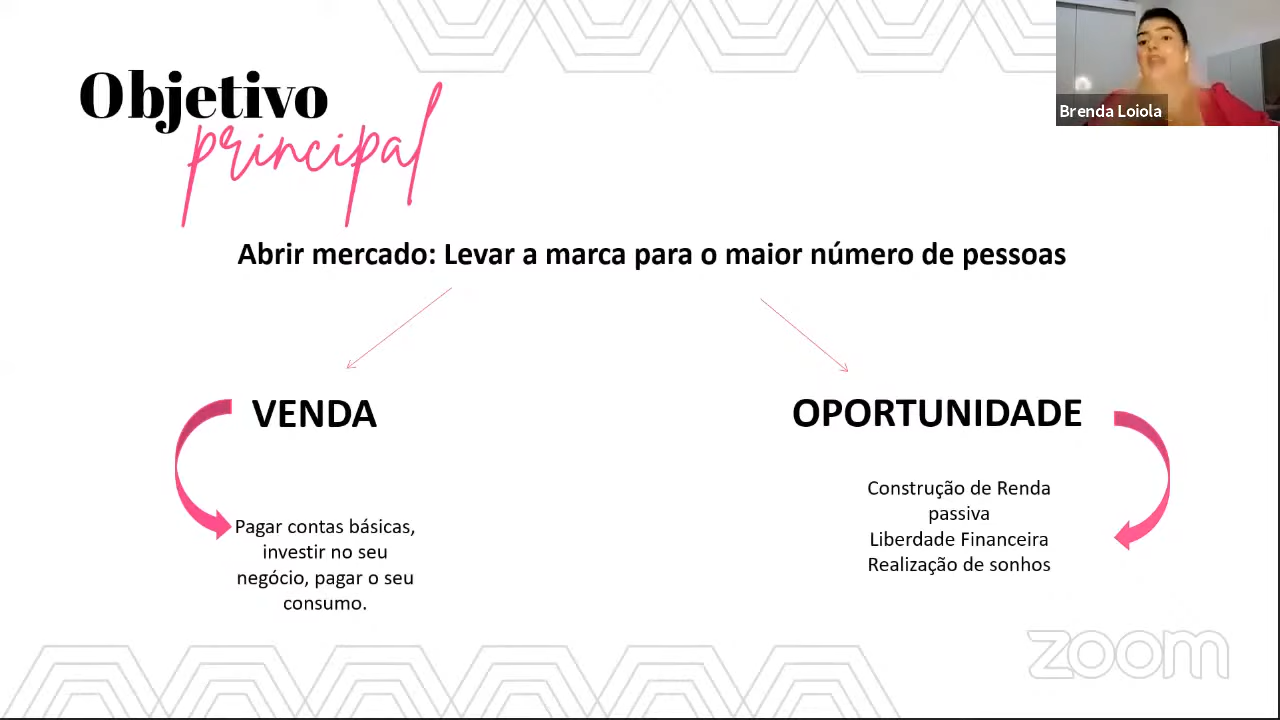 Objetivo
principal
Brenda Loiola
Abrir mercado: Levar a marca para o maior número de pessoas
VENDA
OPORTUNIDADE
Pagar contas básicas,
investir no seu
negócio, pagar o seu
consumo.
Construção de Renda
passiva
Liberdade Financeira
Realização de sonhos
zoom